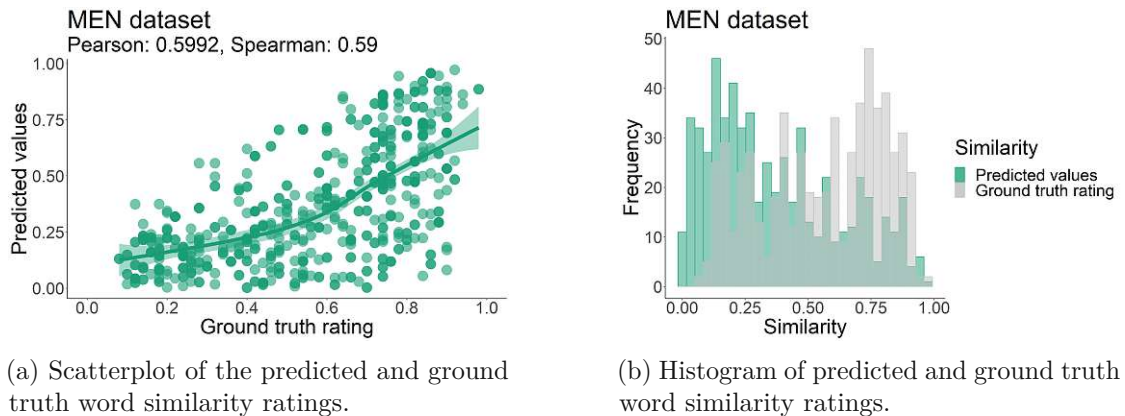 MEN dataset
Pearson: 0.5992, Spearman: 0.59
1.00
0.75
0.50
0.25
0.00
Predicted values
0.0 0.2 0.4 0.6 0.8 1.0
Ground truth rating
(a) Scatterplot of the predicted and ground
truth word similarity ratings.
MEN dataset
50
40
30
20
10
0
Frequency
0.00 0.25 0.50 0.75 1.00
Similarity
Similarity
Predicted values
Ground truth rating
(b) Histogram of predicted and ground truth
word similarity ratings.